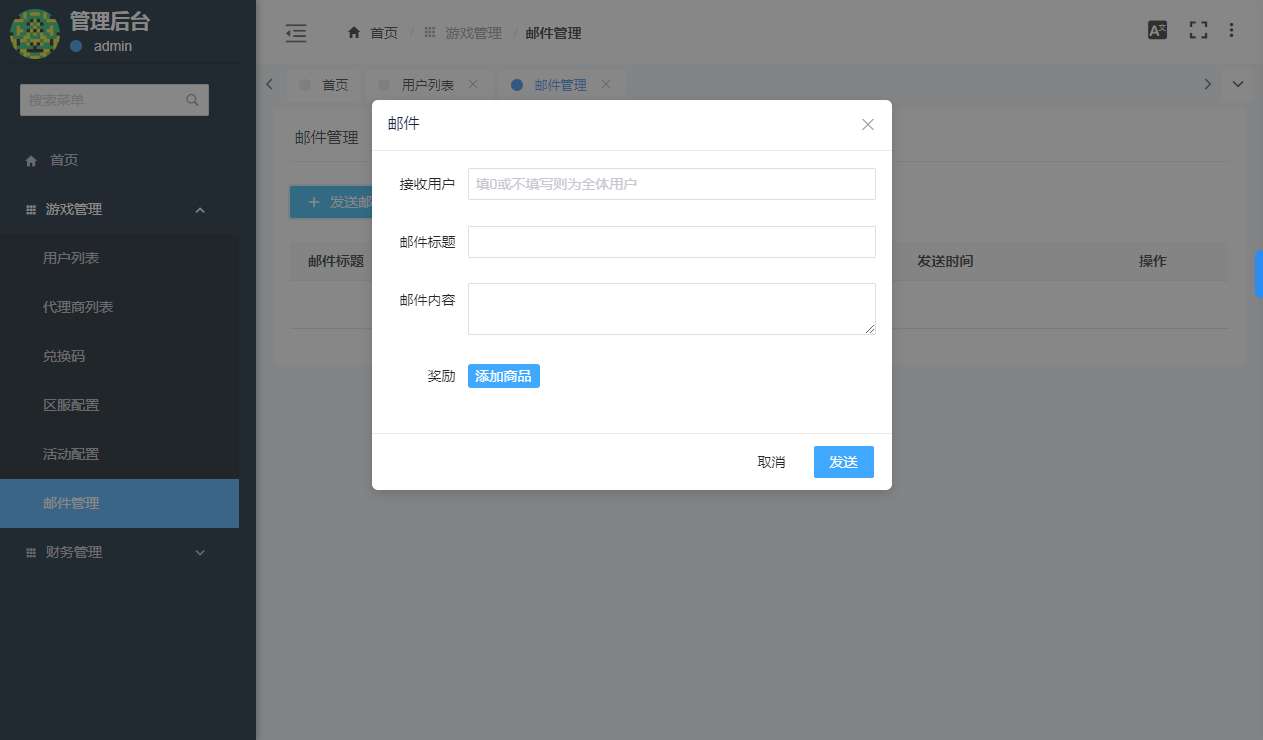 管理后台
admin
搜索菜单
首页
游戏管理
用户列表
代理商列表
兑换码
区服配置
活动配置
邮件管理
财务管理
首页 / 游戏管理 / 邮件管理
首页 用户列表 邮件管理
邮件管理
+ 发送邮
邮件标题 发送时间 操作
邮件
接收用户 填0或不填写则为全体用户
邮件标题
邮件内容
奖励 添加商品
取消 发送